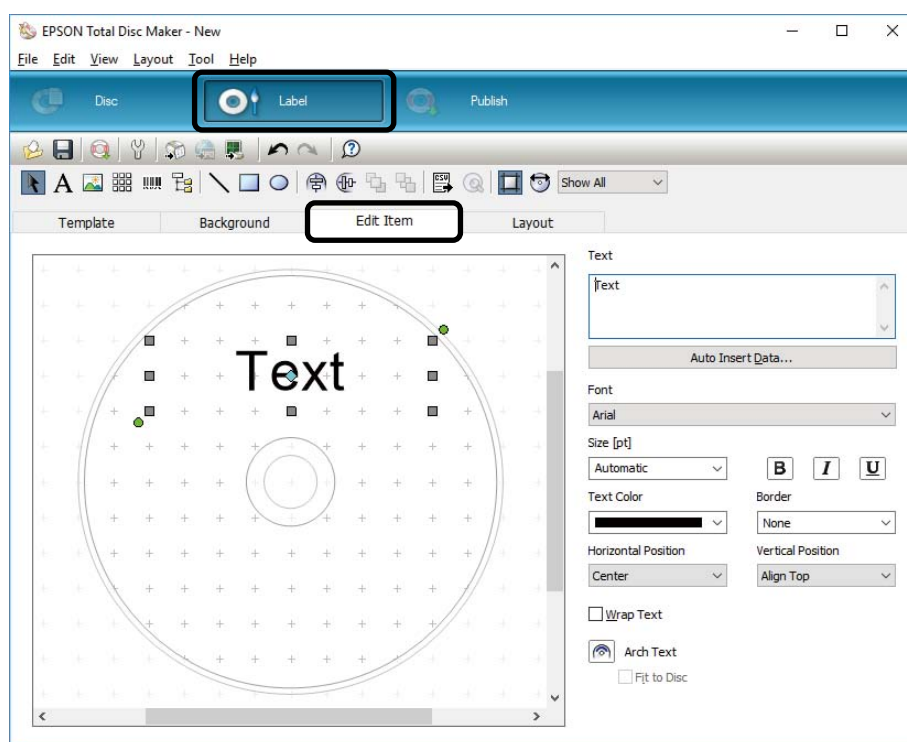 EPSON Total Disc Maker - New
File Edit View Layout Tool Help
Disc Label Publish
A CSV Show All
Template Background Edit Item Layout
Text
Text
Text
Auto Insert Data...
Font
Arial
Size [pt]
Automatic B I U
Text Color Border
None
Horizontal Position Vertical Position
Center Align Top
Wrap Text
Arch Text
Fit to Disc